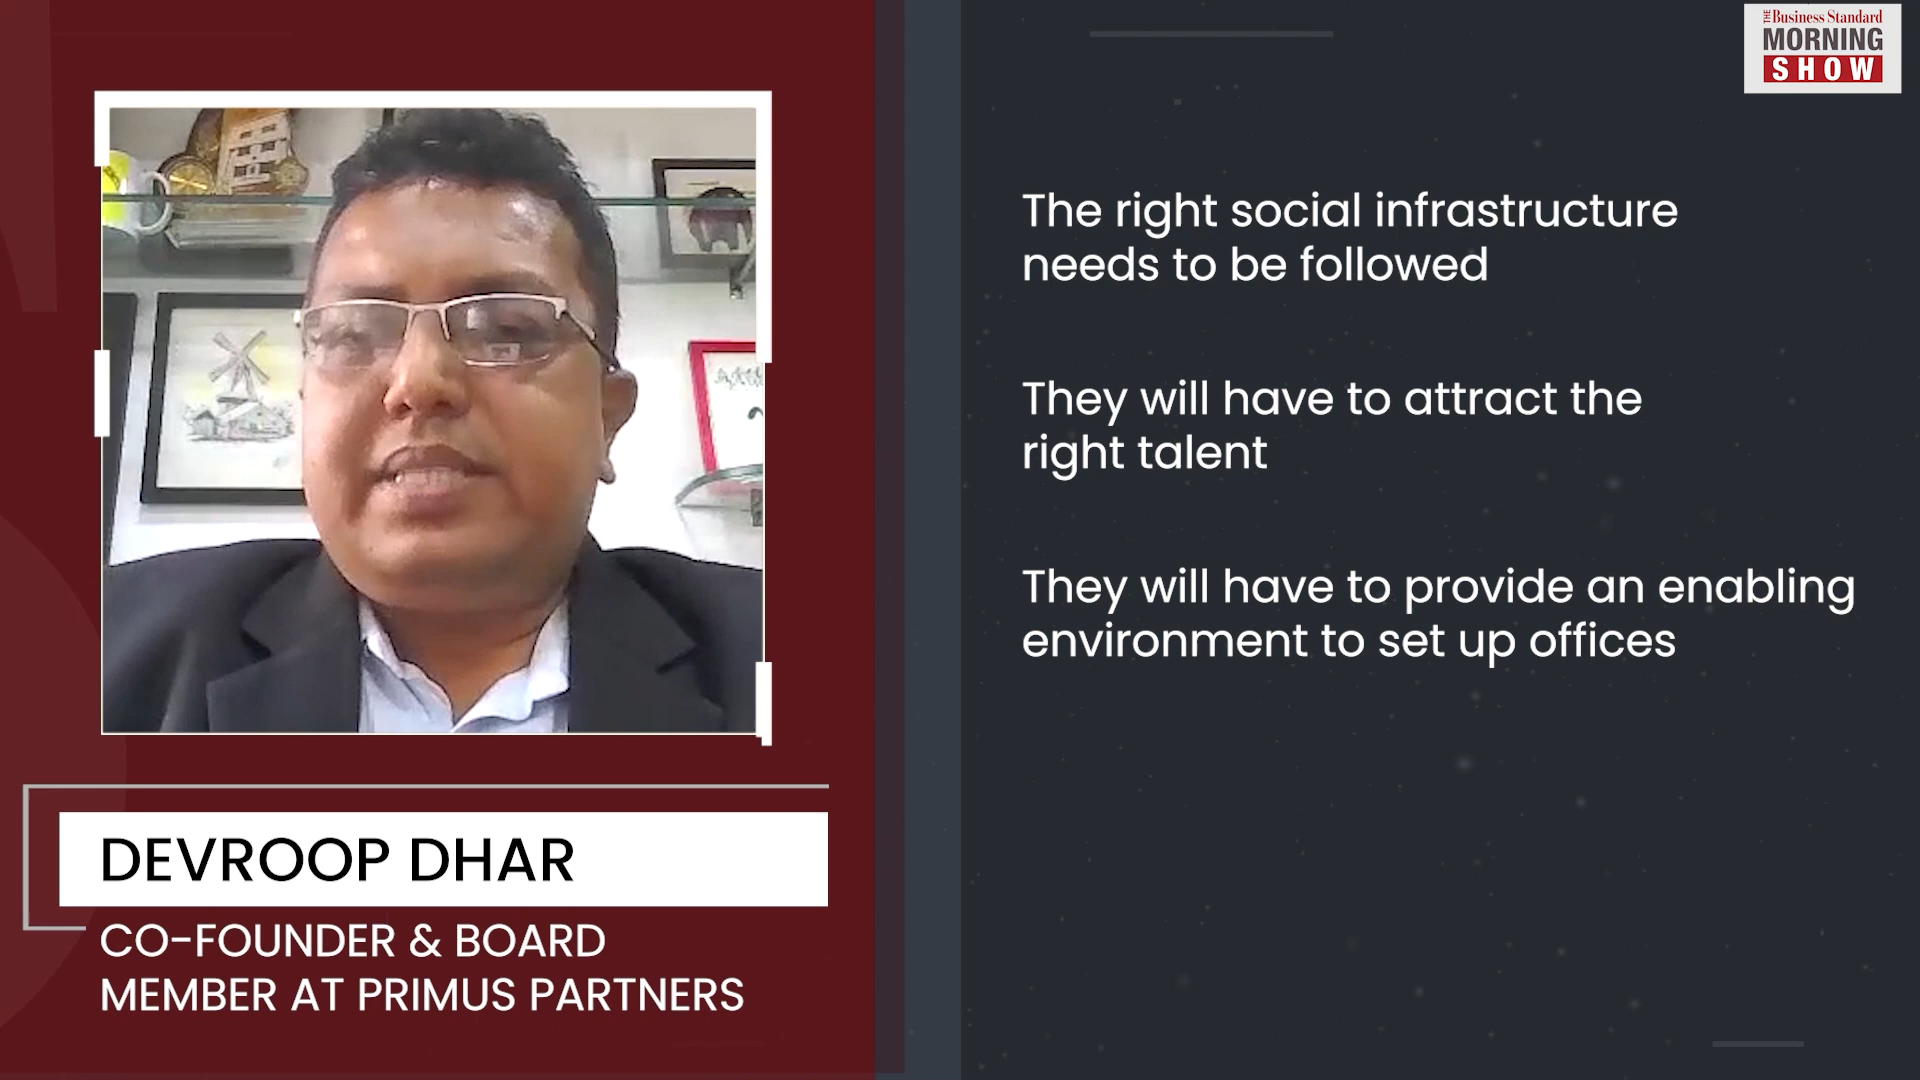 THE Business Standard
MORNING
SHOW
The right social infrastructure
needs to be followed
They will have to attract the
right talent
They will have to provide an enabling
environment to set up offices
DEVROOP DHAR
CO-FOUNDER & BOARD
MEMBER AT PRIMUS PARTNERS